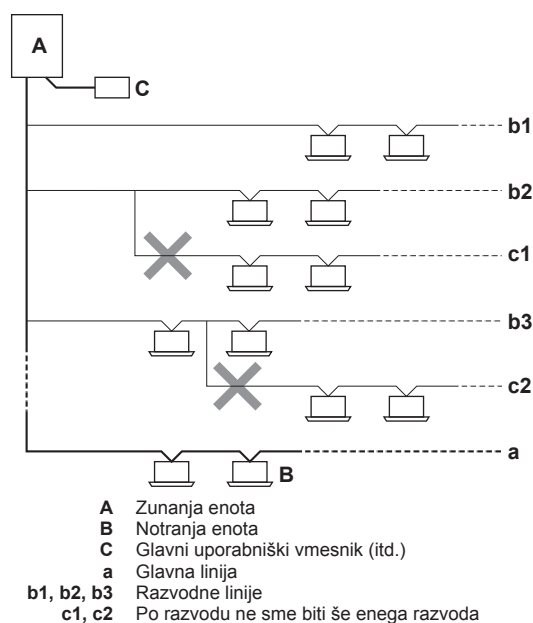 A
C
b1
b2
c1
b3
c2
a
B
A Zunanja enota
B Notranja enota
C Glavni uporabniški vmesnik (itd.)
a Glavna linija
b1, b2, b3 Razvodne linije
c1, c2 Po razvodu ne sme biti še enega razvoda